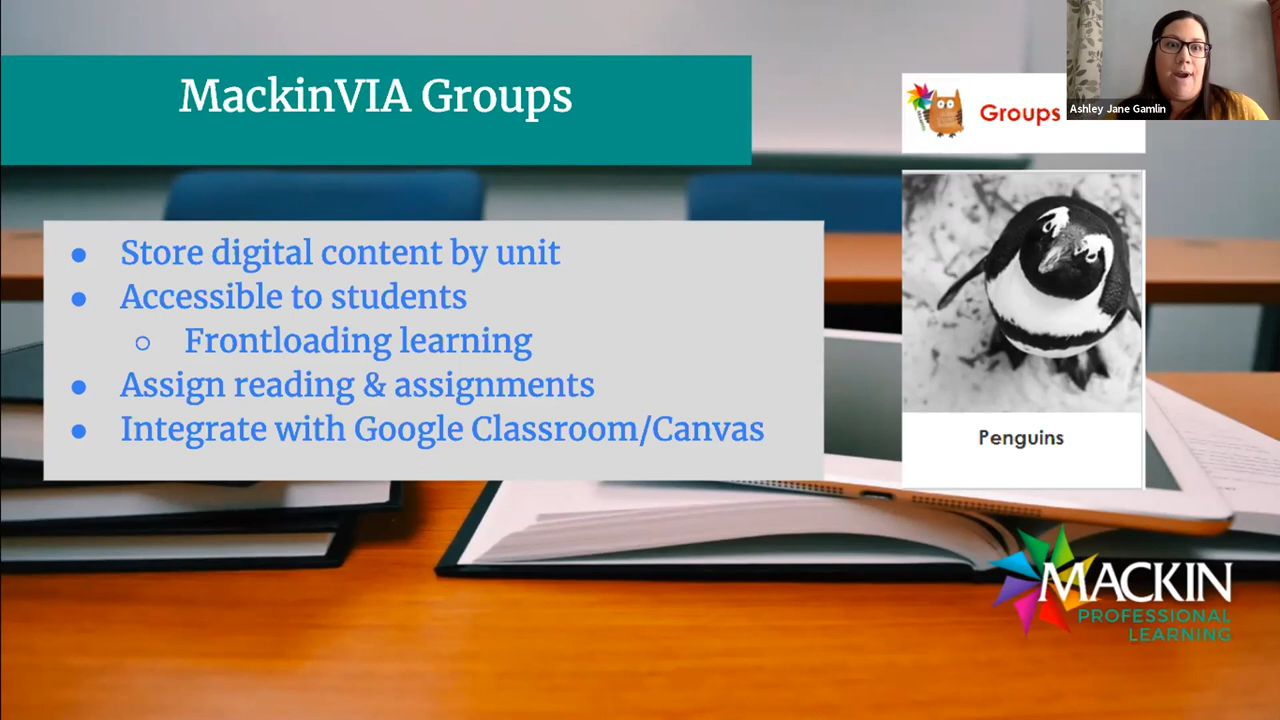 MackinVIA Groups
Groups
Ashley Jane Gamlin
Store digital content by unit
Accessible to students
Frontloading learning
Assign reading & assignments
Integrate with Google Classroom/Canvas
Penguins
MACKIN
PROFESSIONAL
LEARNING